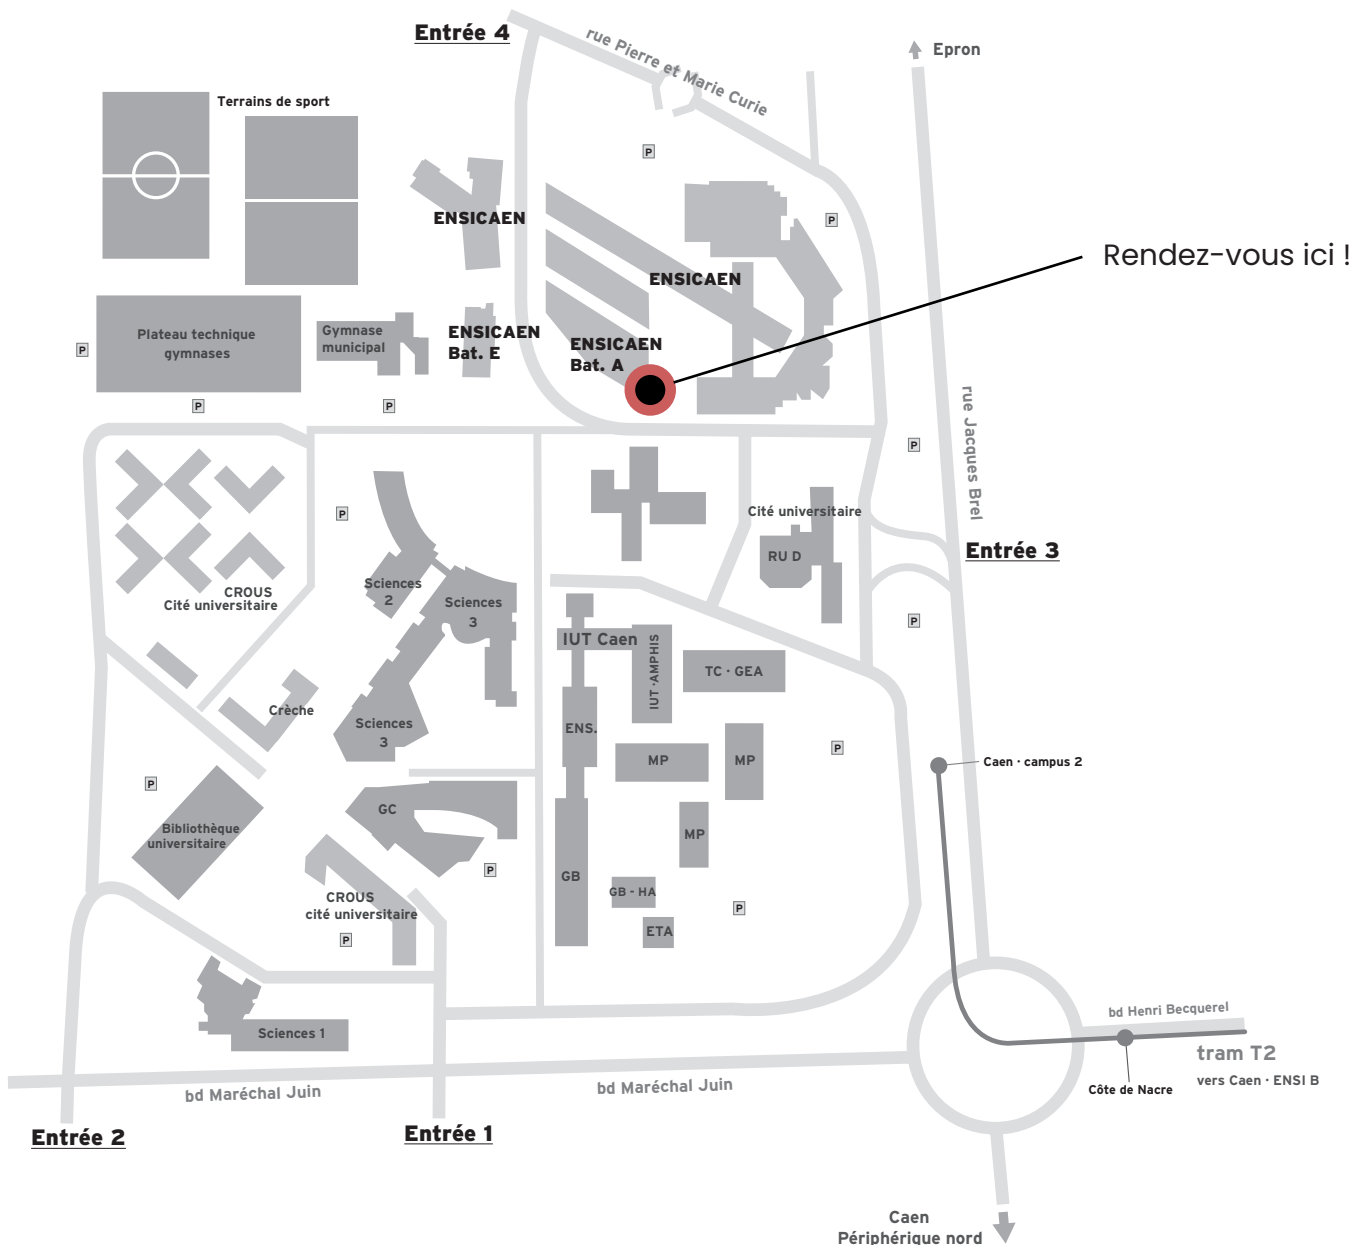 Entrée 4
rue Pierre et Marie Curie
Epron
Terrains de sport
P
P
ENSICAEN
Rendez-vous ici !
ENSICAEN
Plateau technique
gymnases
Gymnase
municipal
ENSICAEN
Bat. E
ENSICAEN
Bat. A
P
P
P
rue Jacques Brel
P
P
Cité universitaire
RU D
Entrée 3
Sciences
2
Sciences
3
CROUS
Cité universitaire
P
IUT Caen
IUT · AMPHIS
TC · GEA
Crèche
Sciences
3
ENS.
MP
MP
P
Caen · campus 2
P
GC
Bibliothèque
universitaire
MP
P
GB
GB - HA
CROUS
cité universitaire
P
ETA
P
Sciences 1
bd Henri Becquerel
tram T2
vers Caen · ENSI B
Côte de Nacre
bd Maréchal Juin
bd Maréchal Juin
Entrée 2
Entrée 1
Caen
Périphérique nord